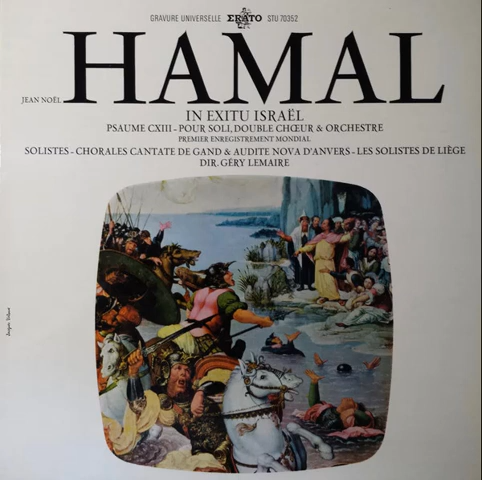 GRAVURE UNIVERSELLE ERATO STU 70352
JEAN NOËL HAMAL
IN EXITU ISRAËL
PSAUME CXIII - POUR SOLI, DOUBLE CHŒUR & ORCHESTRE
PREMIER ENREGISTREMENT MONDIAL
SOLISTES - CHORALES CANTATE DE GAND & AUDITE NOVA D'ANVERS - LES SOLISTES DE LIÈGE
DIR. GÉRY LEMAIRE